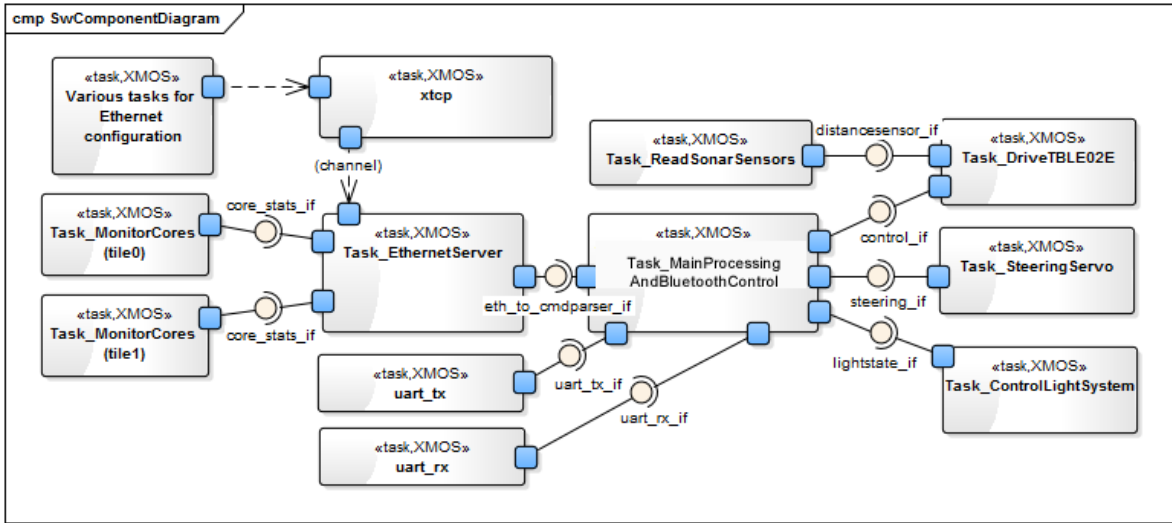 cmp SwComponentDiagram
«task,XMOS»
Various tasks for
Ethernet
configuration
«task,XMOS»
xtcp
(channel)
«task,XMOS»
Task_ReadSonarSensors
distancesensor_if
«task,XMOS»
Task_DriveTBLE02E
control_if
«task,XMOS»
Task_MonitorCores
(tile0)
core_stats_if
«task,XMOS»
Task_EthernetServer
«task,XMOS»
Task_MainProcessing
AndBluetoothControl
eth_to_cmdparser_if
«task,XMOS»
Task_SteeringServo
steering_if
«task,XMOS»
Task_MonitorCores
(tile1)
core_stats_if
lightstate_if
«task,XMOS»
Task_ControlLightSystem
«task,XMOS»
uart_tx
uart_tx_if
uart_rx_if
«task,XMOS»
uart_rx